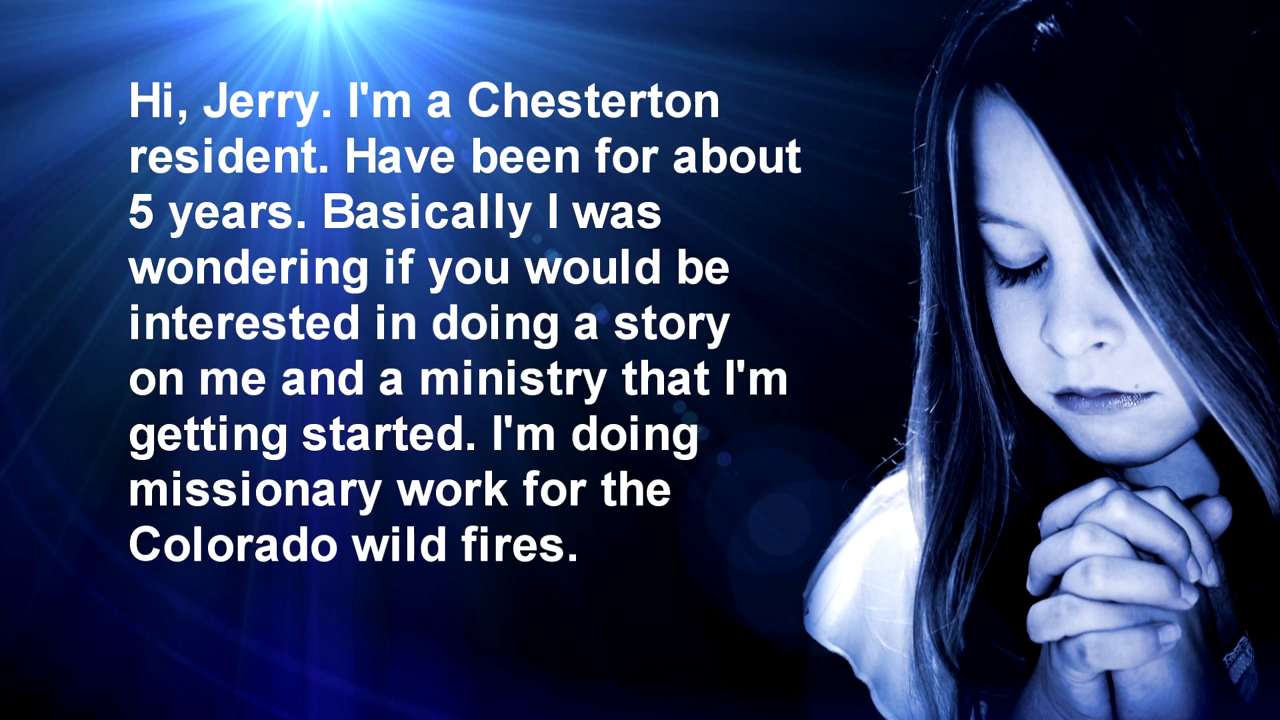 Hi, Jerry. I'm a Chesterton
resident. Have been for about
5 years. Basically I was
wondering if you would be
interested in doing a story
on me and a ministry that I'm
getting started. I'm doing
missionary work for the
Colorado wild fires.